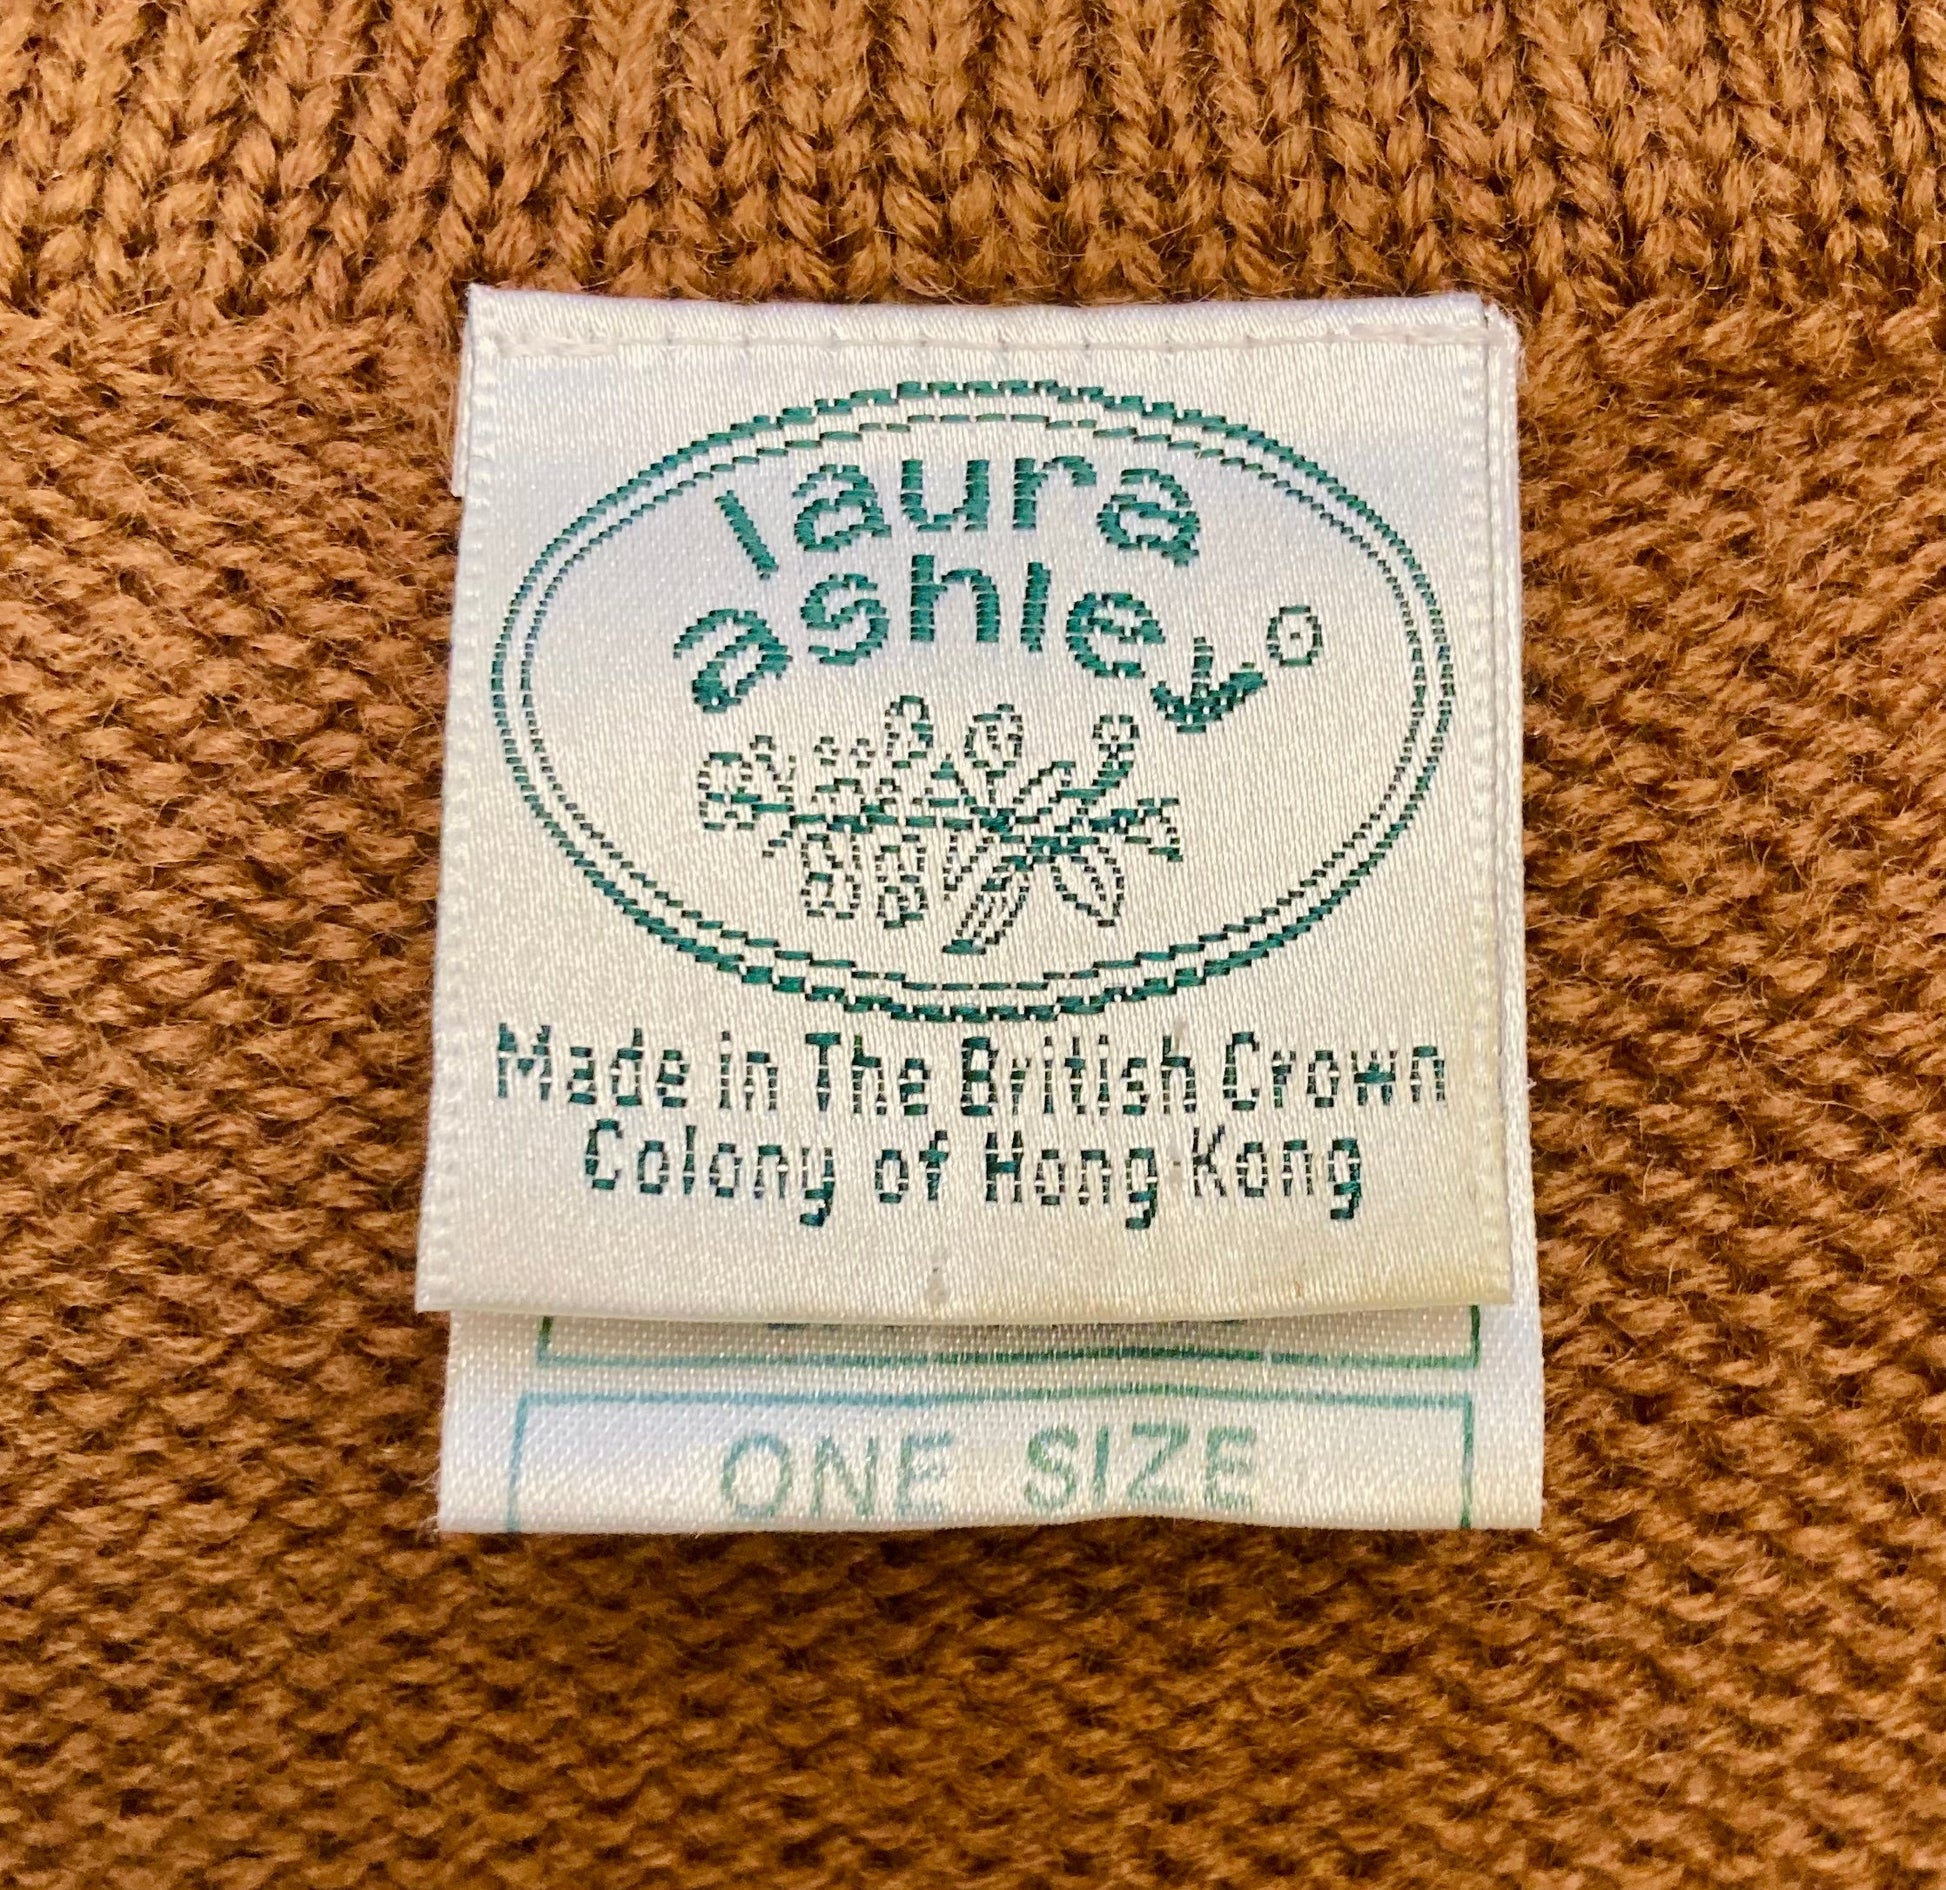 laura
ashley
Made in The British Crown
Colony of Hong Kong
ONE SIZE